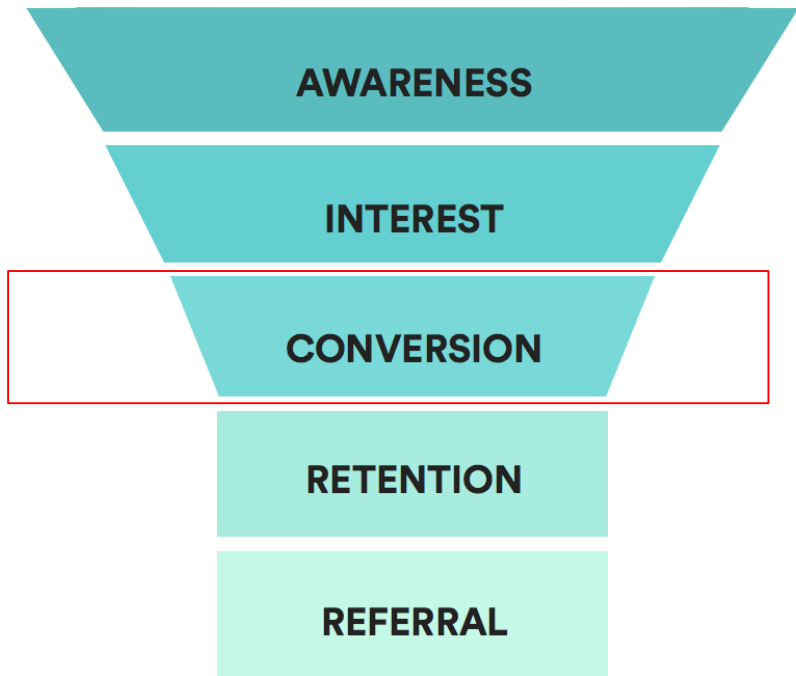 AWARENESS
INTEREST
CONVERSION
RETENTION
REFERRAL